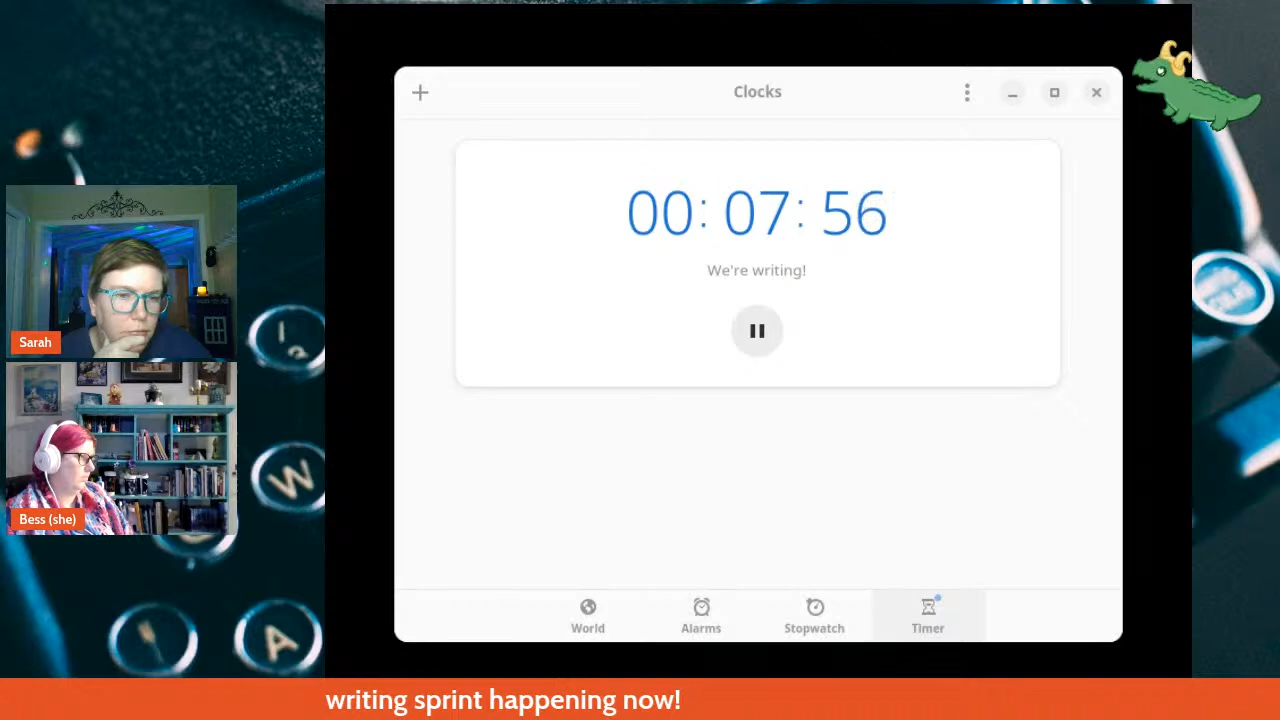 Clocks
00:07:56
We're writing!
Sarah
Bess (she)
I
W
A
World
Alarms
Stopwatch
Timer
writing sprint happening now!